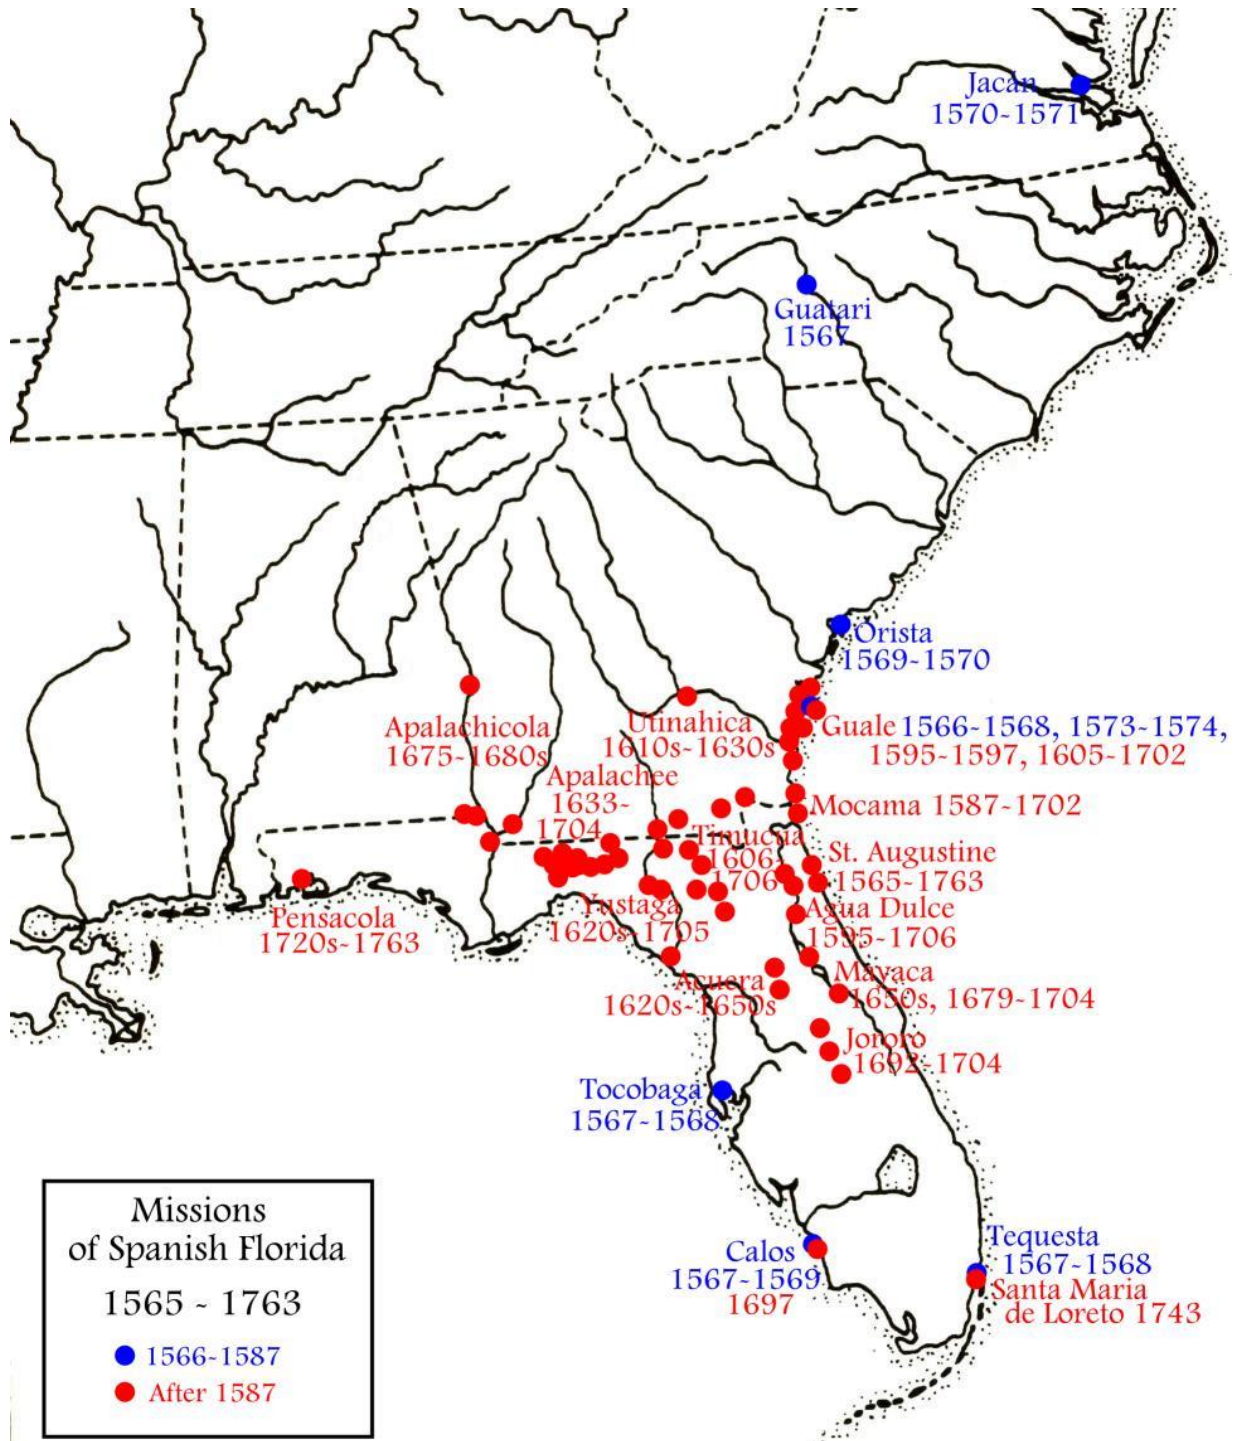 Jacán
1570-1571
Guatari
1567
Orista
1569-1570
Apalachicola
1675-1680s
Utinahica
1610s-1630s
Guale 1566-1568, 1573-1574,
1595-1597, 1605-1702
Apalachee
1633-
1704
Mocama 1587-1702
Timucua
1606-
1706
St. Augustine
1565-1763
Pensacola
1720s-1763
Yustaga
1620s-1705
Agua Dulce
1595-1706
Acuera
1620s-1650s
Mayaca
1650s, 1679-1704
Jororo
1692-1704
Tocobaga
1567-1568
Calos
1567-1569
1697
Tequesta
1567-1568
Santa Maria
de Loreto 1743
Missions
of Spanish Florida
1565 - 1763
1566-1587
After 1587